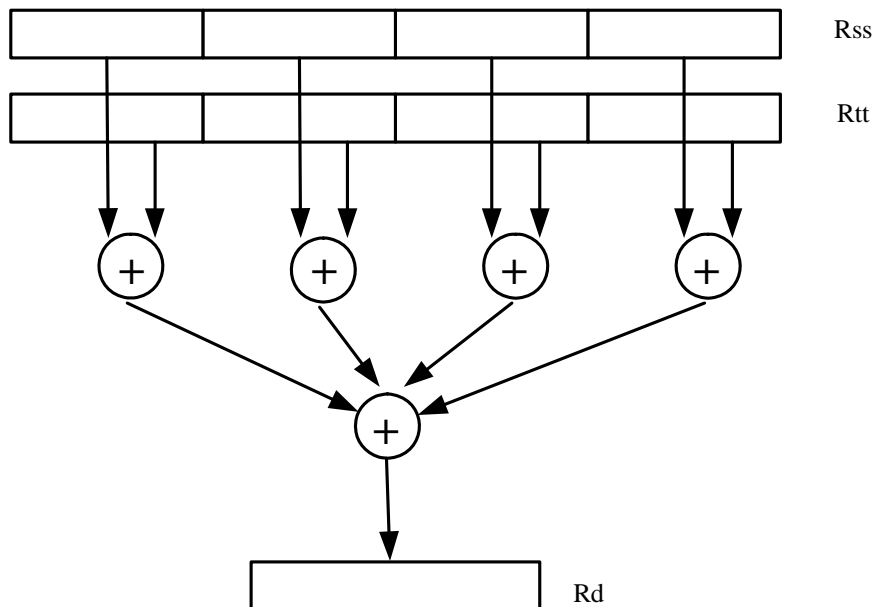 Rss
Rtt
+ + + +
+
Rd